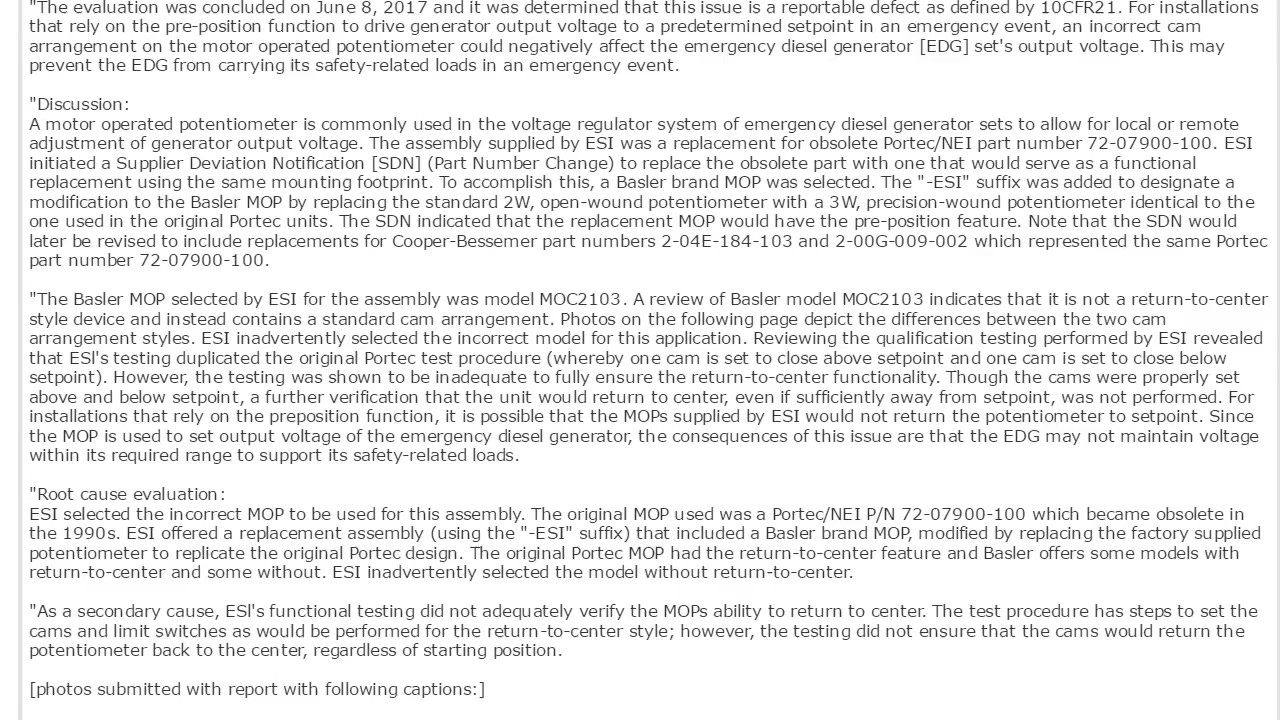 "The evaluation was concluded on June 8, 2017 and it was determined that this issue is a reportable defect as defined by 10CFR21. For installations
that rely on the pre-position function to drive generator output voltage to a predetermined setpoint in an emergency event, an incorrect cam
arrangement on the motor operated potentiometer could negatively affect the emergency diesel generator [EDG] set's output voltage. This may
prevent the EDG from carrying its safety-related loads in an emergency event.
"Discussion:
A motor operated potentiometer is commonly used in the voltage regulator system of emergency diesel generator sets to allow for local or remote
adjustment of generator output voltage. The assembly supplied by ESI was a replacement for obsolete Portec/NEI part number 72-07900-100. ESI
initiated a Supplier Deviation Notification [SDN] (Part Number Change) to replace the obsolete part with one that would serve as a functional
replacement using the same mounting footprint. To accomplish this, a Basler brand MOP was selected. The "-ESI" suffix was added to designate a
modification to the Basler MOP by replacing the standard 2W, open-wound potentiometer with a 3W, precision-wound potentiometer identical to the
one used in the original Portec units. The SDN indicated that the replacement MOP would have the pre-position feature. Note that the SDN would
later be revised to include replacements for Cooper-Bessemer part numbers 2-04E-184-103 and 2-00G-009-002 which represented the same Portec
part number 72-07900-100.
"The Basler MOP selected by ESI for the assembly was model MOC2103. A review of Basler model MOC2103 indicates that it is not a return-to-center
style device and instead contains a standard cam arrangement. Photos on the following page depict the differences between the two cam
arrangement styles. ESI inadvertently selected the incorrect model for this application. Reviewing the qualification testing performed by ESI revealed
that ESI's testing duplicated the original Portec test procedure (whereby one cam is set to close above setpoint and one cam is set to close below
setpoint). However, the testing was shown to be inadequate to fully ensure the return-to-center functionality. Though the cams were properly set
above and below setpoint, a further verification that the unit would return to center, even if sufficiently away from setpoint, was not performed. For
installations that rely on the preposition function, it is possible that the MOPs supplied by ESI would not return the potentiometer to setpoint. Since
the MOP is used to set output voltage of the emergency diesel generator, the consequences of this issue are that the EDG may not maintain voltage
within its required range to support its safety-related loads.
"Root cause evaluation:
ESI selected the incorrect MOP to be used for this assembly. The original MOP used was a Portec/NEI P/N 72-07900-100 which became obsolete in
the 1990s. ESI offered a replacement assembly (using the "-ESI" suffix) that included a Basler brand MOP, modified by replacing the factory supplied
potentiometer to replicate the original Portec design. The original Portec MOP had the return-to-center feature and Basler offers some models with
return-to-center and some without. ESI inadvertently selected the model without return-to-center.
"As a secondary cause, ESI's functional testing did not adequately verify the MOPs ability to return to center. The test procedure has steps to set the
cams and limit switches as would be performed for the return-to-center style; however, the testing did not ensure that the cams would return the
potentiometer back to the center, regardless of starting position.
[photos submitted with report with following captions:]